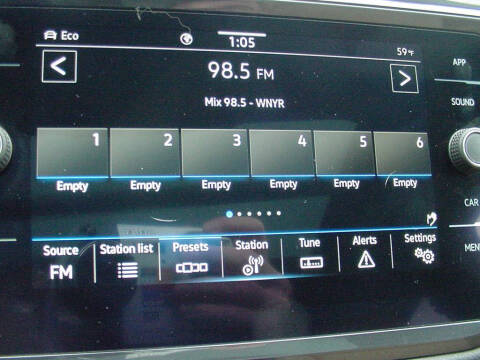 Eco 1:05 59°F APP
98.5 FM
SOUND
Mix 98.5 - WNYR
1 2 3 4 5 6
Empty Empty Empty Empty Empty Empty
CAR
Source Station list Presets Station Tune Alerts Settings
FM